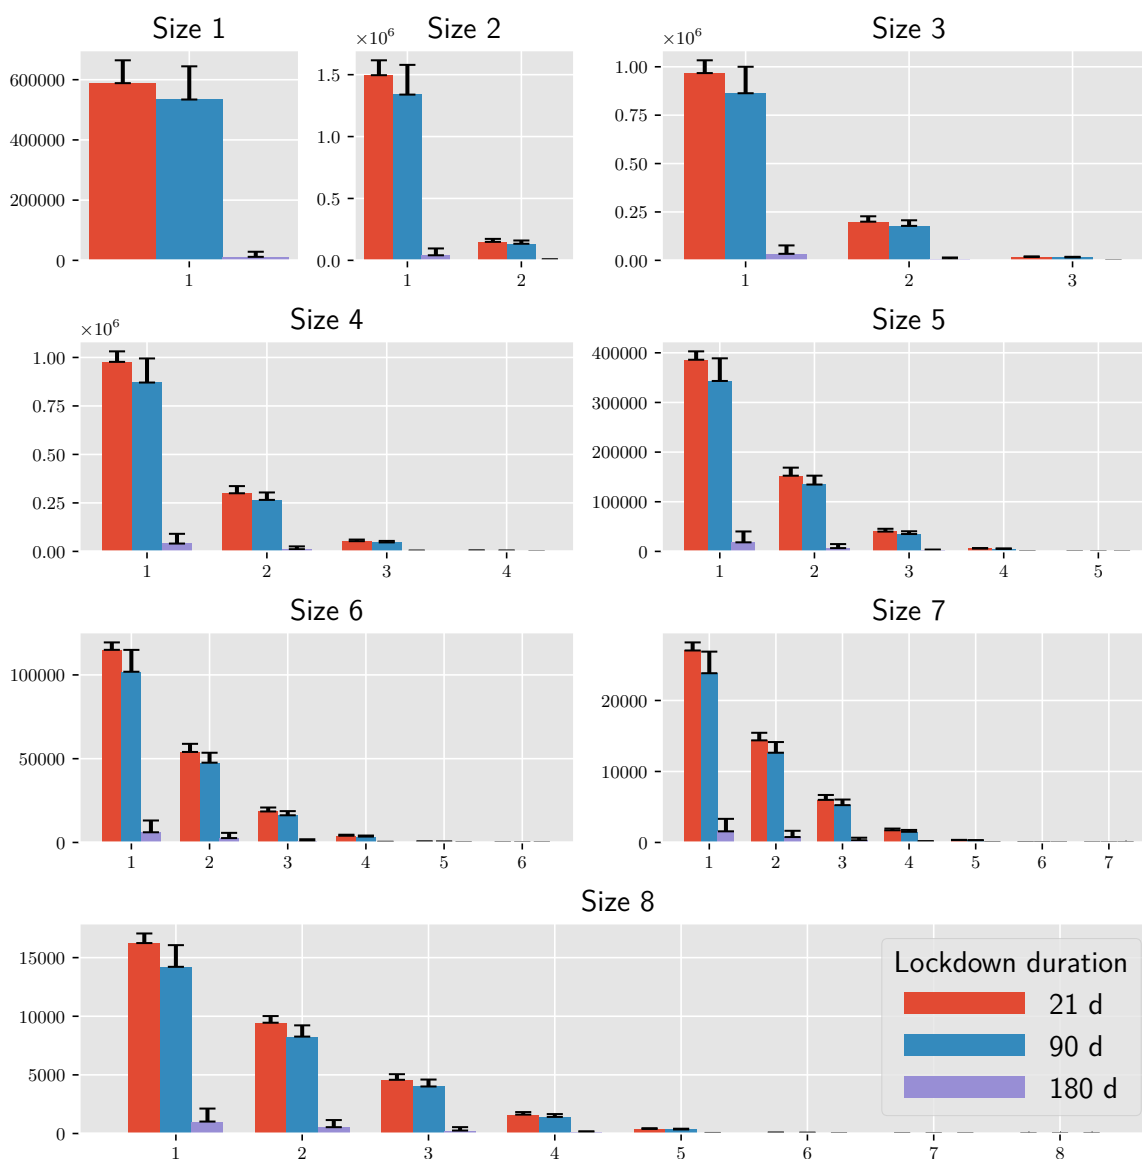 Size 1
600000
400000
200000
0
1
Size 2
×10⁶
1.5
1.0
0.5
0.0
1 2
Size 3
×10⁶
1.00
0.75
0.50
0.25
0.00
1 2 3
Size 4
×10⁶
1.00
0.75
0.50
0.25
0.00
1 2 3 4
Size 5
400000
300000
200000
100000
0
1 2 3 4 5
Size 6
100000
50000
0
1 2 3 4 5 6
Size 7
20000
10000
0
1 2 3 4 5 6 7
Size 8
15000
10000
5000
0
1 2 3 4 5 6 7 8
Lockdown duration
21 d
90 d
180 d